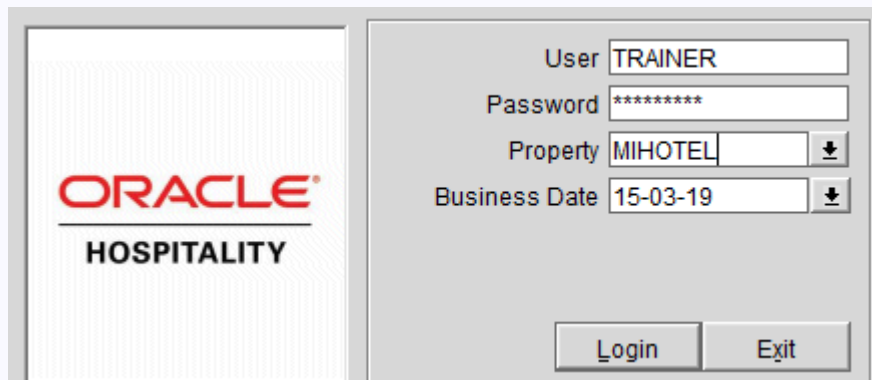 ORACLE
HOSPITALITY
User TRAINER
Password *********
Property MIHOTEL
Business Date 15-03-19
Login Exit